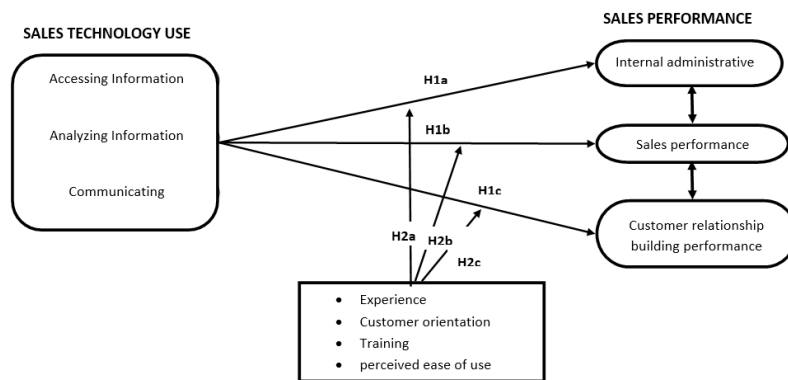 SALES PERFORMANCE
SALES TECHNOLOGY USE
Accessing Information
Analyzing Information
Communicating
H1a
H1b
H1c
Internal administrative
Sales performance
Customer relationship
building performance
H2a
H2b
H2c
• Experience
• Customer orientation
• Training
• perceived ease of use